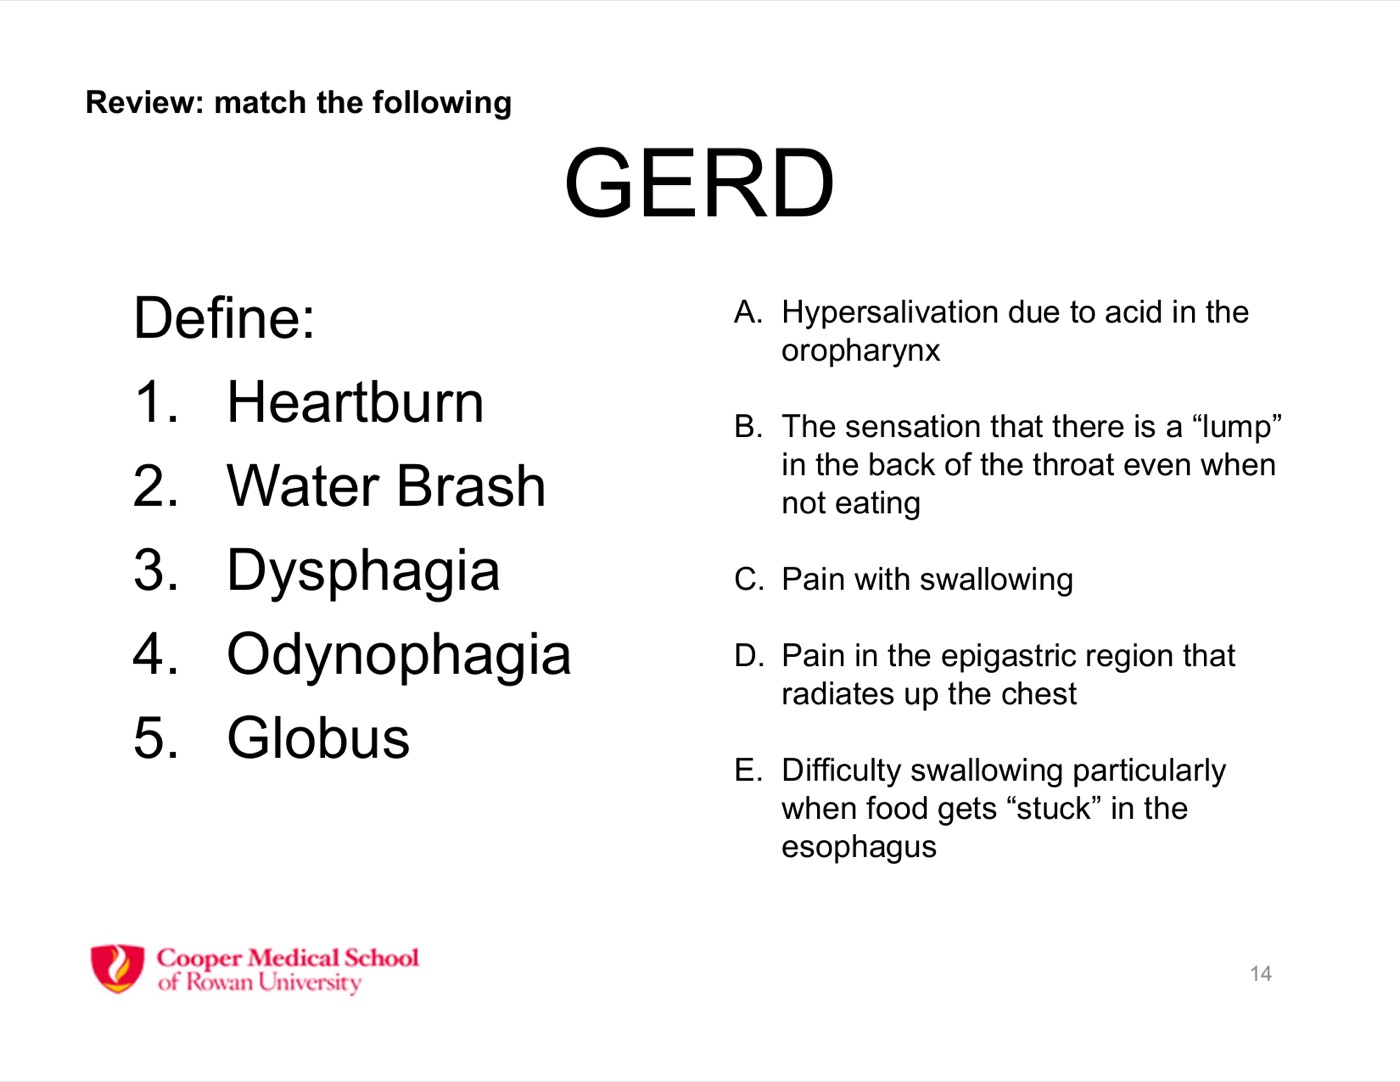 Review: match the following
GERD
Define:
1. Heartburn
2. Water Brash
3. Dysphagia
4. Odynophagia
5. Globus
A. Hypersalivation due to acid in the
oropharynx
B. The sensation that there is a “lump”
in the back of the throat even when
not eating
C. Pain with swallowing
D. Pain in the epigastric region that
radiates up the chest
E. Difficulty swallowing particularly
when food gets “stuck” in the
esophagus
Cooper Medical School
of Rowan University
14